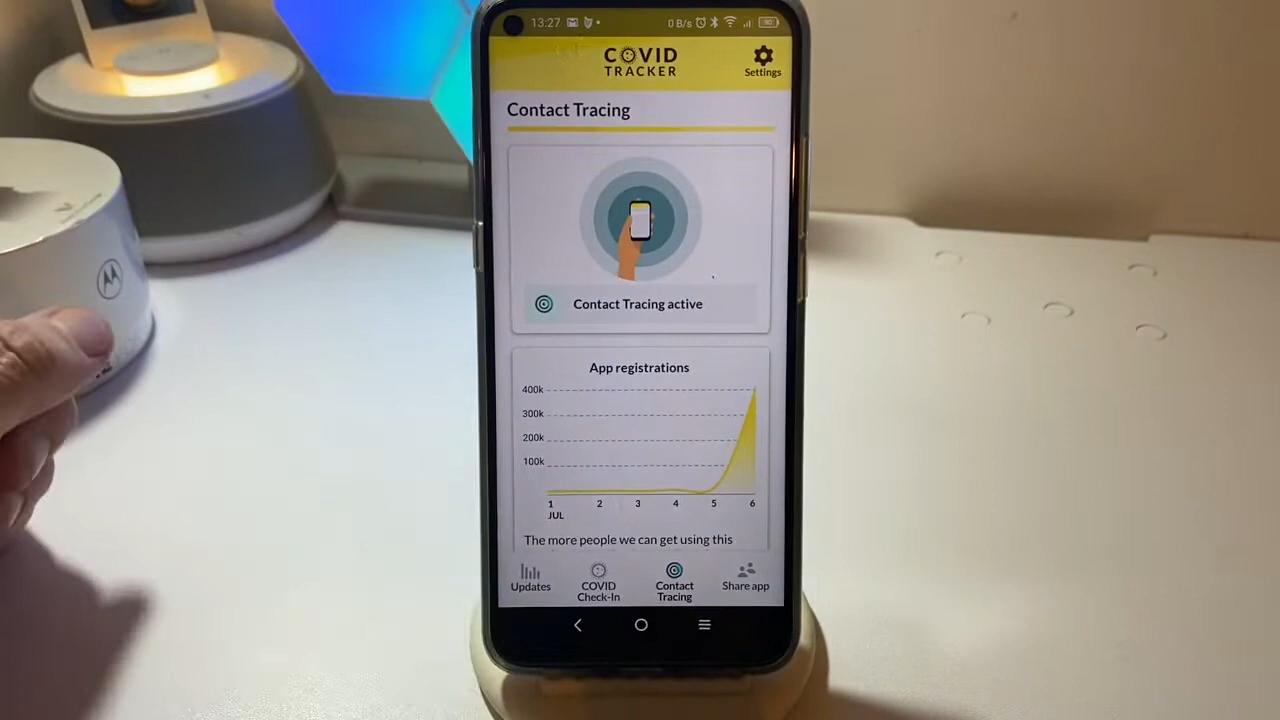 13:27
0 B/s
90
COVID
TRACKER
Settings
Contact Tracing
Contact Tracing active
App registrations
400k
300k
200k
100k
1 2 3 4 5 6
JUL
The more people we can get using this
Updates
COVID
Check-In
Contact
Tracing
Share app